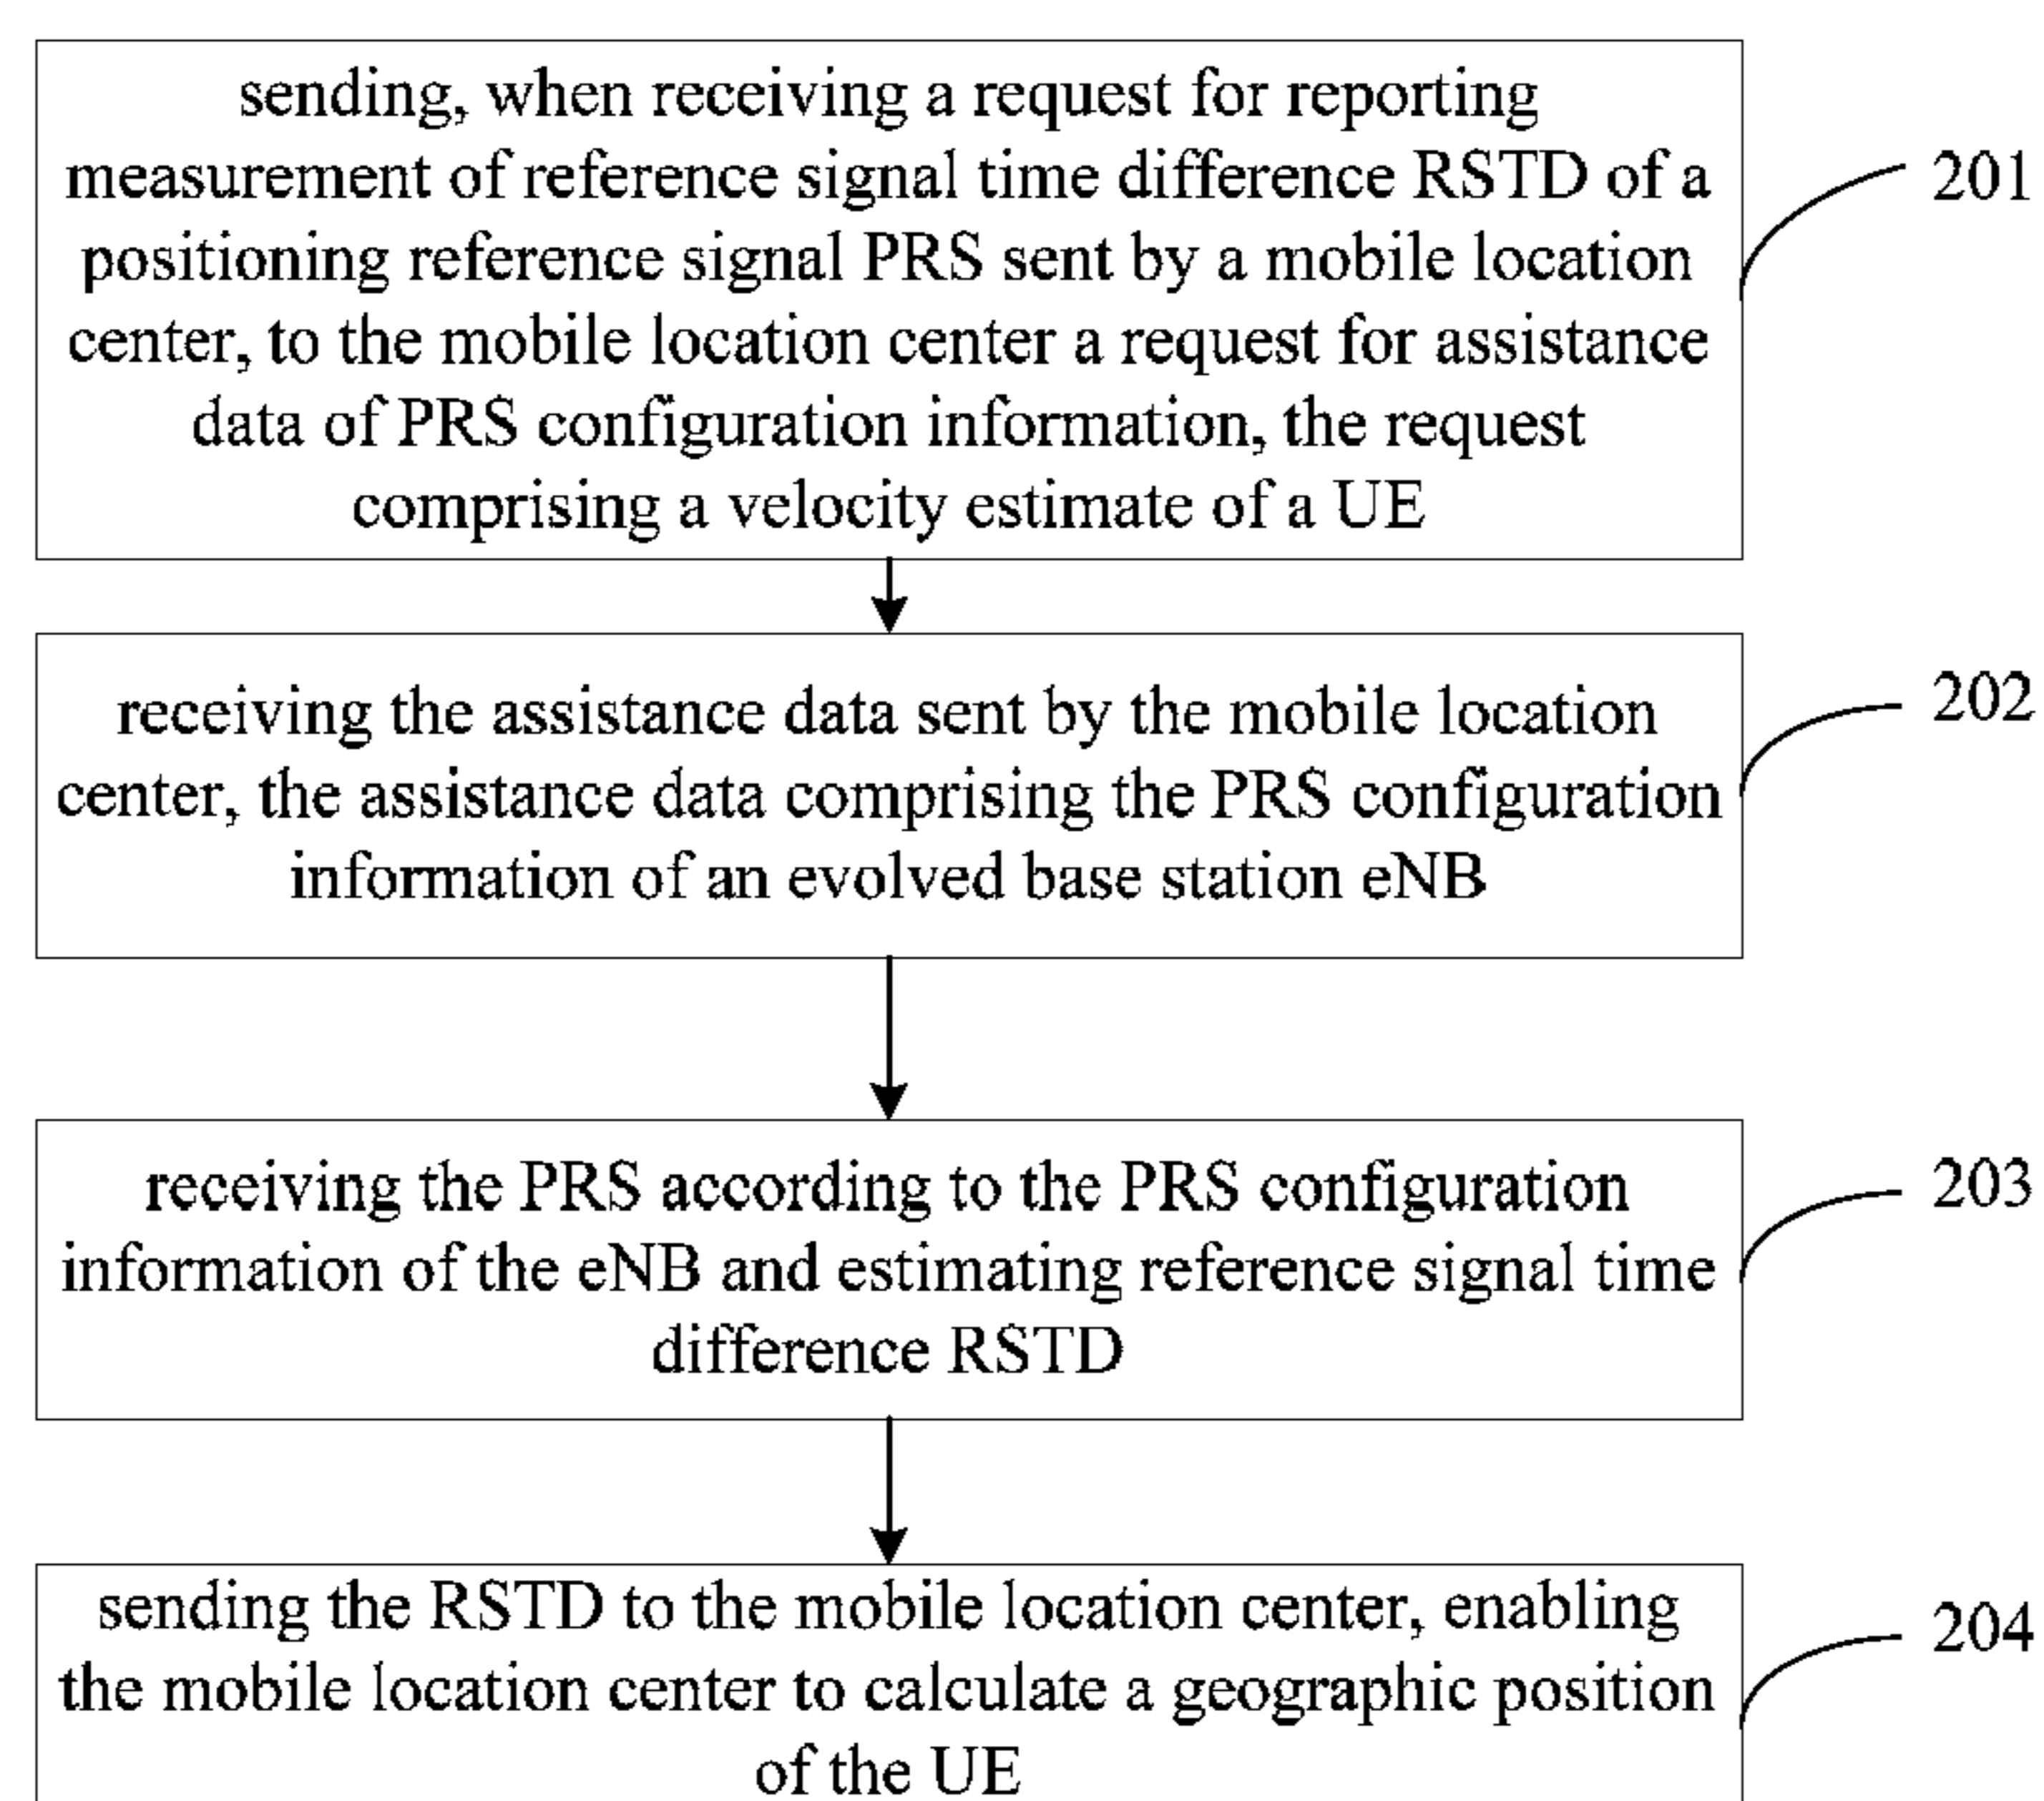 sending, when receiving a request for reporting
measurement of reference signal time difference RSTD of a
positioning reference signal PRS sent by a mobile location
center, to the mobile location center a request for assistance
data of PRS configuration information, the request
comprising a velocity estimate of a UE
201
receiving the assistance data sent by the mobile location
center, the assistance data comprising the PRS configuration
information of an evolved base station eNB
202
receiving the PRS according to the PRS configuration
information of the eNB and estimating reference signal time
difference RSTD
203
sending the RSTD to the mobile location center, enabling
the mobile location center to calculate a geographic position
of the UE
204